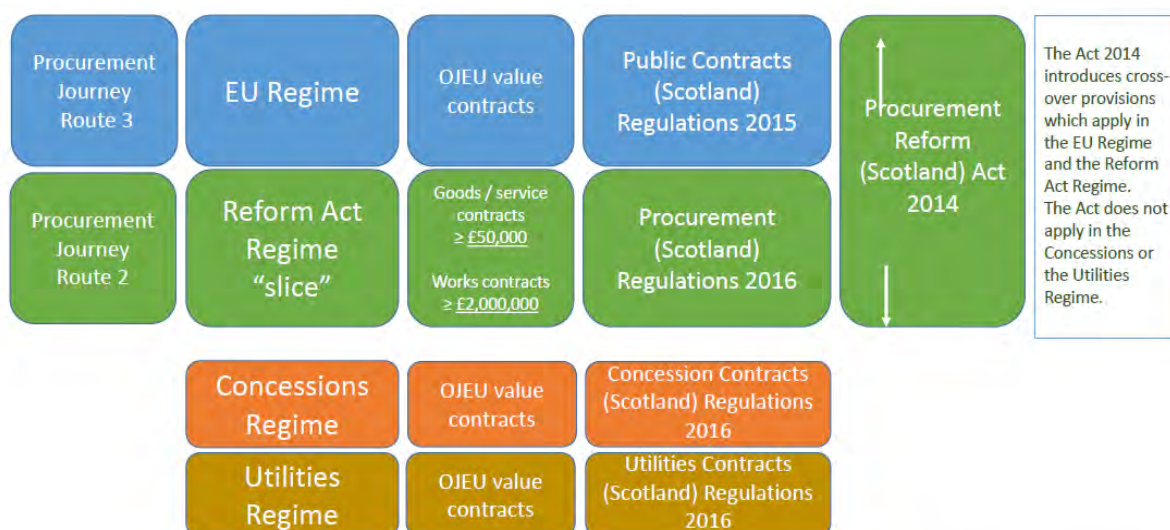 Procurement
Journey
Route 3
EU Regime
OJEU value
contracts
Public Contracts
(Scotland)
Regulations 2015
Procurement
Reform
(Scotland) Act
2014
The Act 2014
introduces cross-
over provisions
which apply in
the EU Regime
and the Reform
Act Regime.
The Act does not
apply in the
Concessions or
the Utilities
Regime.
Procurement
Journey
Route 2
Reform Act
Regime
“slice”
Goods / service
contracts
≥ £50,000
Works contracts
≥ £2,000,000
Procurement
(Scotland)
Regulations 2016
Concessions
Regime
OJEU value
contracts
Concession Contracts
(Scotland) Regulations
2016
Utilities
Regime
OJEU value
contracts
Utilities Contracts
(Scotland) Regulations
2016